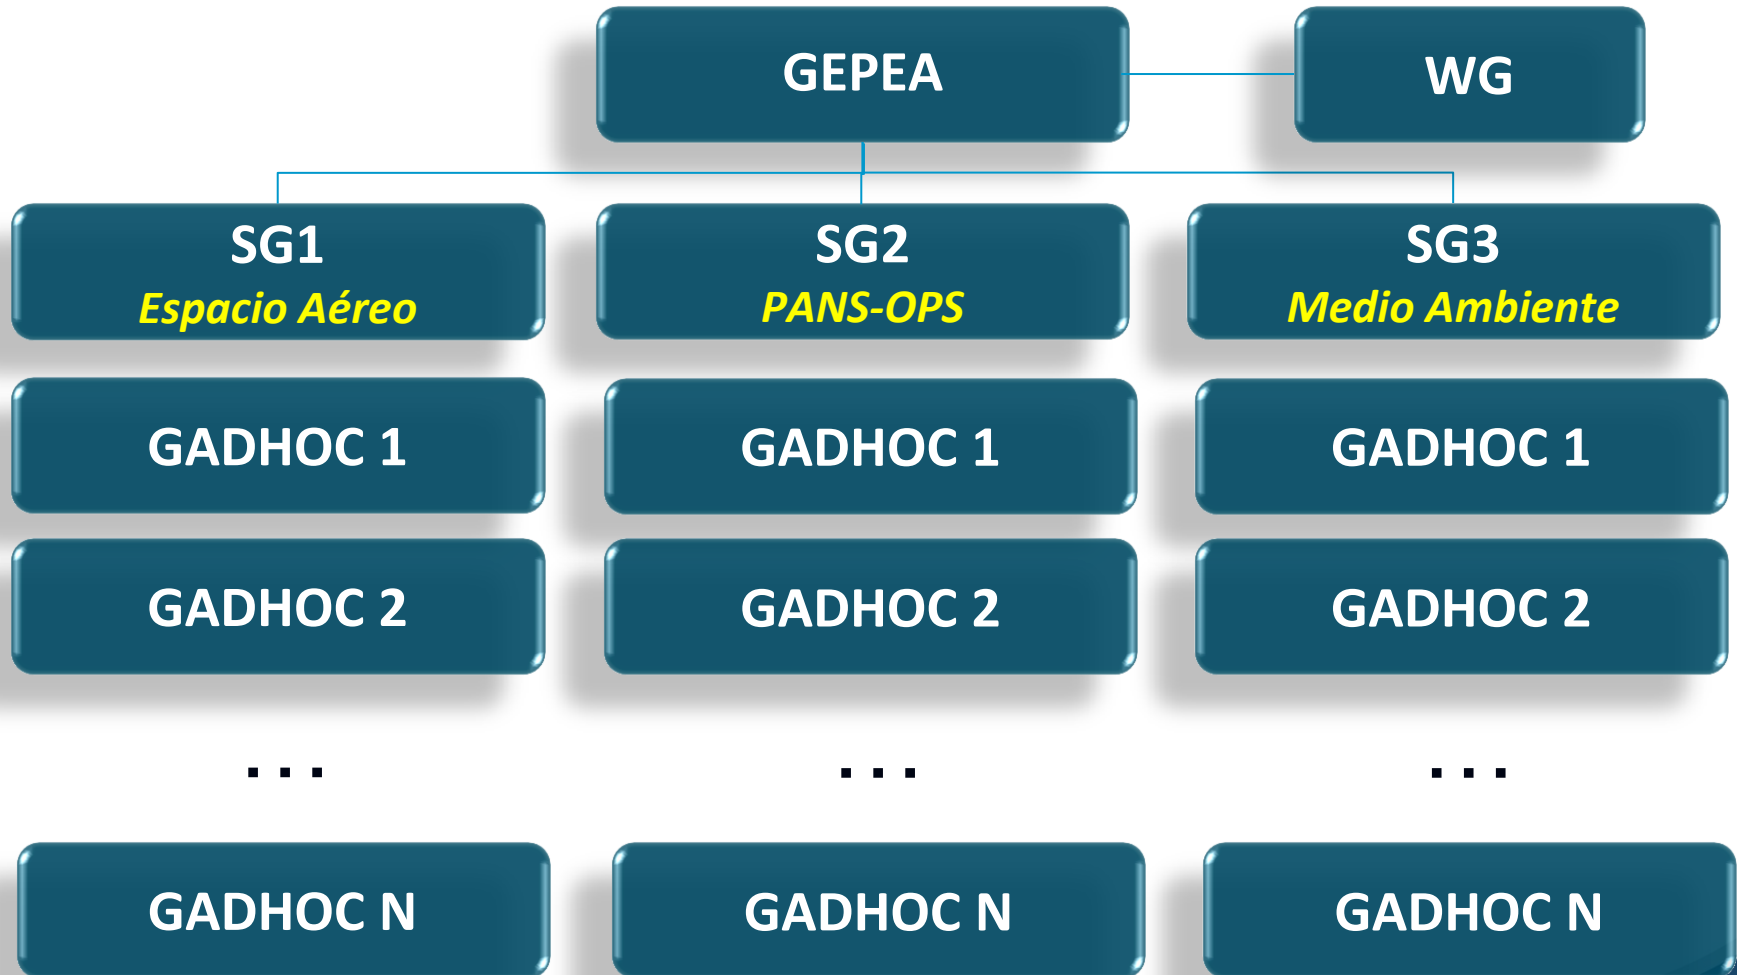 GEPEA
WG
SG1
Espacio Aéreo
SG2
PANS-OPS
SG3
Medio Ambiente
GADHOC 1
GADHOC 1
GADHOC 1
GADHOC 2
GADHOC 2
GADHOC 2
...
...
...
GADHOC N
GADHOC N
GADHOC N